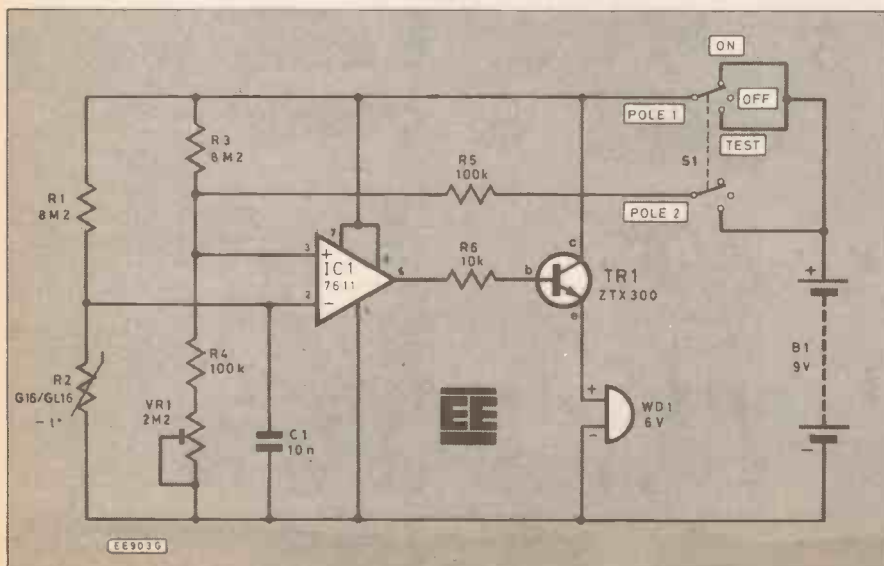 ON
POLE 1
OFF
TEST
S1
POLE 2
R3
8M2
R1
8M2
R5
100k
7
3
+
IC1
7611
2
−
6
R6
10k
b
c
e
TR1
ZTX300
R2
G16/GL16
-t°
R4
100k
VR1
2M2
C1
10n
EE
+
WD1
6V
-
+
B1
9V
-
EE903G